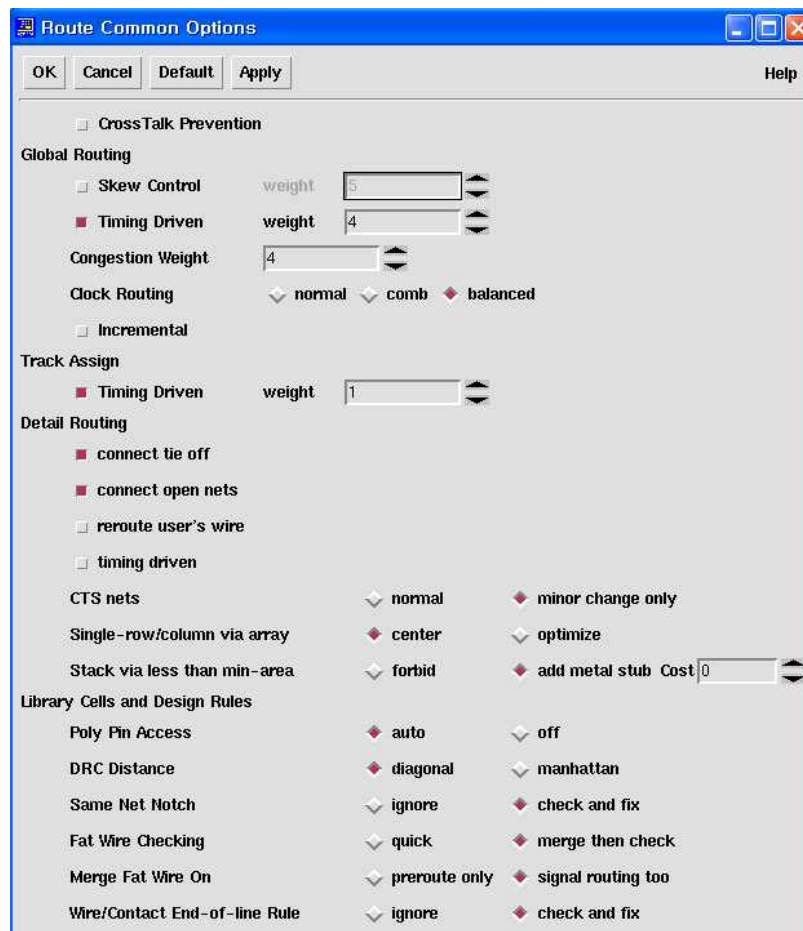 Route Common Options
OK Cancel Default Apply Help
CrossTalk Prevention
Global Routing
Skew Control weight 5
Timing Driven weight 4
Congestion Weight 4
Clock Routing normal comb balanced
Incremental
Track Assign
Timing Driven weight 1
Detail Routing
connect tie off
connect open nets
reroute user's wire
timing driven
CTS nets normal minor change only
Single-row/column via array center optimize
Stack via less than min-area forbid add metal stub Cost 0
Library Cells and Design Rules
Poly Pin Access auto off
DRC Distance diagonal manhattan
Same Net Notch ignore check and fix
Fat Wire Checking quick merge then check
Merge Fat Wire On preroute only signal routing too
Wire/Contact End-of-line Rule ignore check and fix